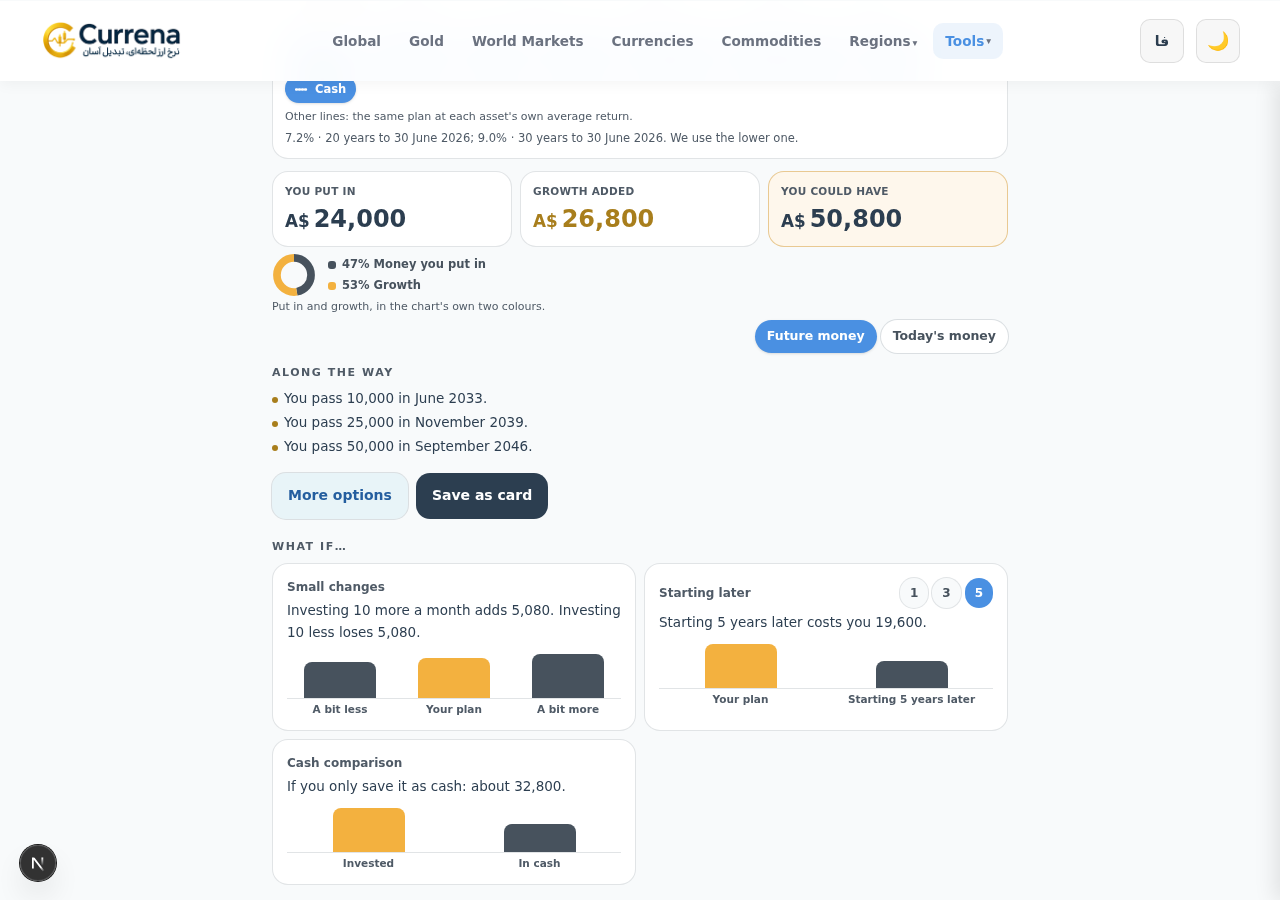 Currena
نرخ ارز لحظه‌ای، تبدیل آسان
Global
Gold
World Markets
Currencies
Commodities
Regions▾
Tools▾
فا
Cash
Other lines: the same plan at each asset's own average return.
7.2% · 20 years to 30 June 2026; 9.0% · 30 years to 30 June 2026. We use the lower one.
YOU PUT IN
A$ 24,000
GROWTH ADDED
A$ 26,800
YOU COULD HAVE
A$ 50,800
47% Money you put in
53% Growth
Put in and growth, in the chart's own two colours.
Future money
Today's money
ALONG THE WAY
You pass 10,000 in June 2033.
You pass 25,000 in November 2039.
You pass 50,000 in September 2046.
More options
Save as card
WHAT IF…
Small changes
Investing 10 more a month adds 5,080. Investing
10 less loses 5,080.
A bit less
Your plan
A bit more
Starting later
1
3
5
Starting 5 years later costs you 19,600.
Your plan
Starting 5 years later
Cash comparison
If you only save it as cash: about 32,800.
Invested
In cash
N